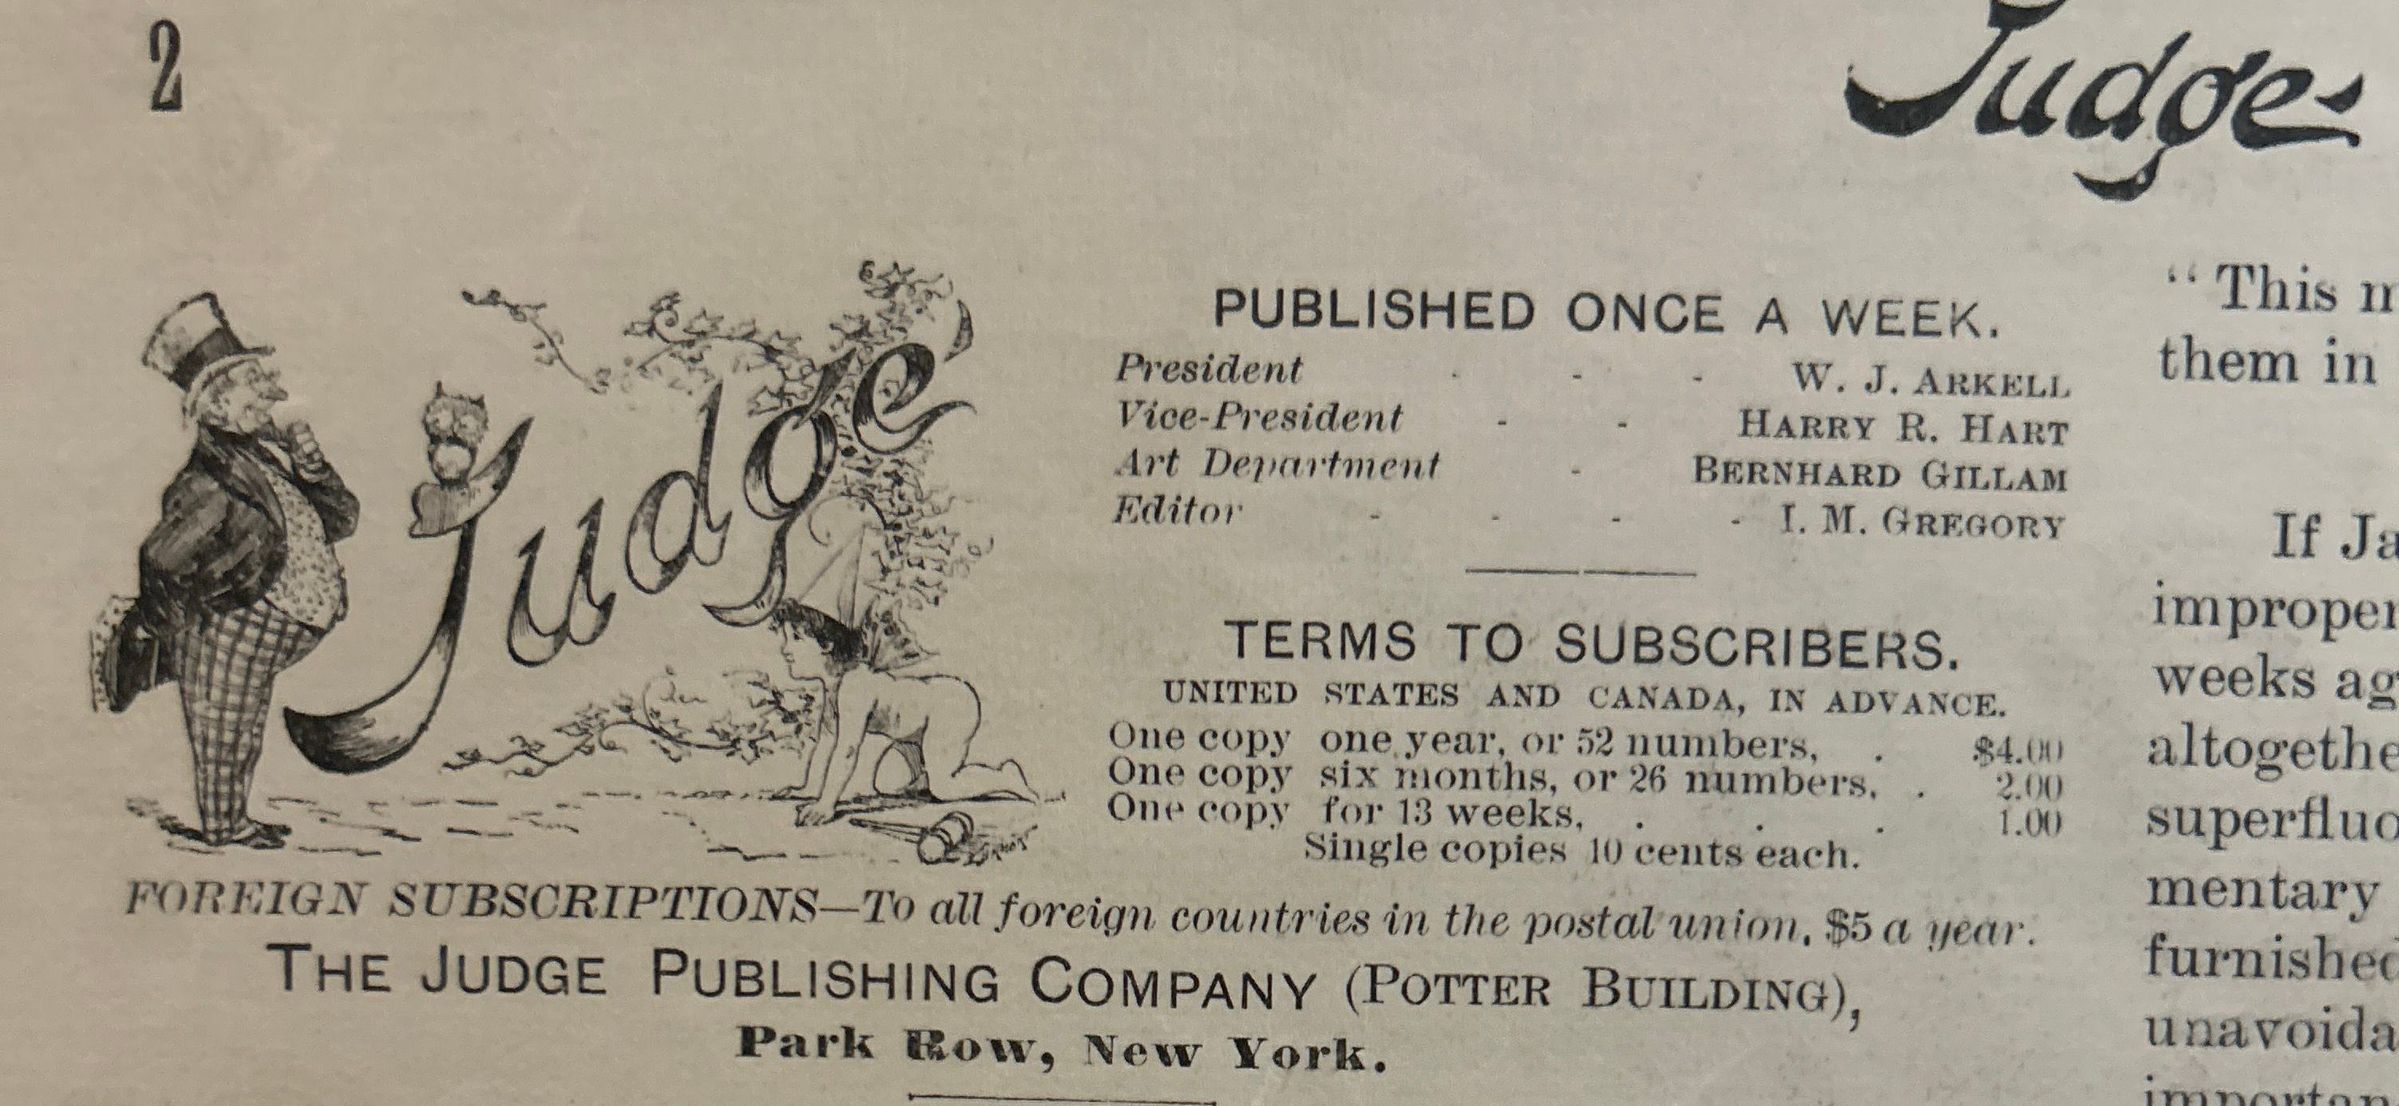 2
Judge
Judge
PUBLISHED ONCE A WEEK.
President - - - W. J. ARKELL
Vice-President - - HARRY R. HART
Art Department - BERNHARD GILLAM
Editor - - - - I. M. GREGORY
TERMS TO SUBSCRIBERS.
UNITED STATES AND CANADA, IN ADVANCE.
One copy one year, or 52 numbers, . $4.00
One copy six months, or 26 numbers, . 2.00
One copy for 13 weeks, . . . 1.00
Single copies 10 cents each.
FOREIGN SUBSCRIPTIONS—To all foreign countries in the postal union, $5 a year.
THE JUDGE PUBLISHING COMPANY (POTTER BUILDING),
Park Row, New York.
“This
them in
If
improper
weeks
mentary
furnished